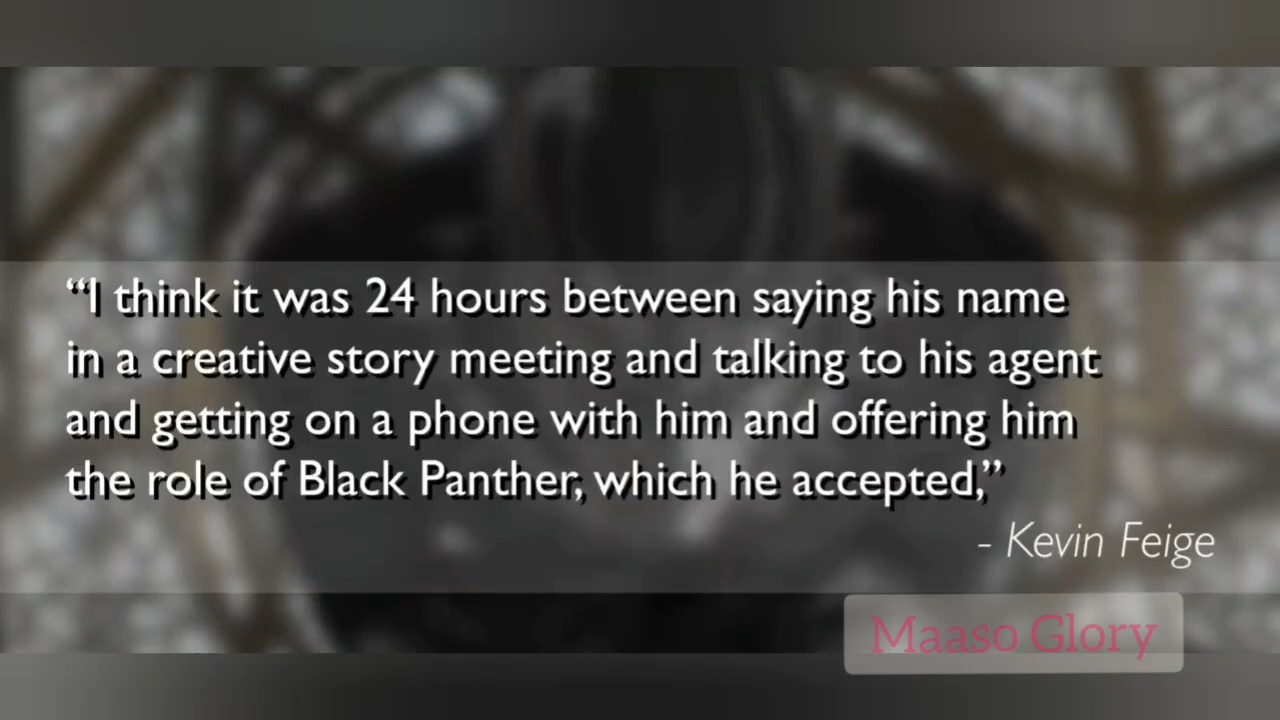 “I think it was 24 hours between saying his name
in a creative story meeting and talking to his agent
and getting on a phone with him and offering him
the role of Black Panther, which he accepted,”
- Kevin Feige
Maaso Glory